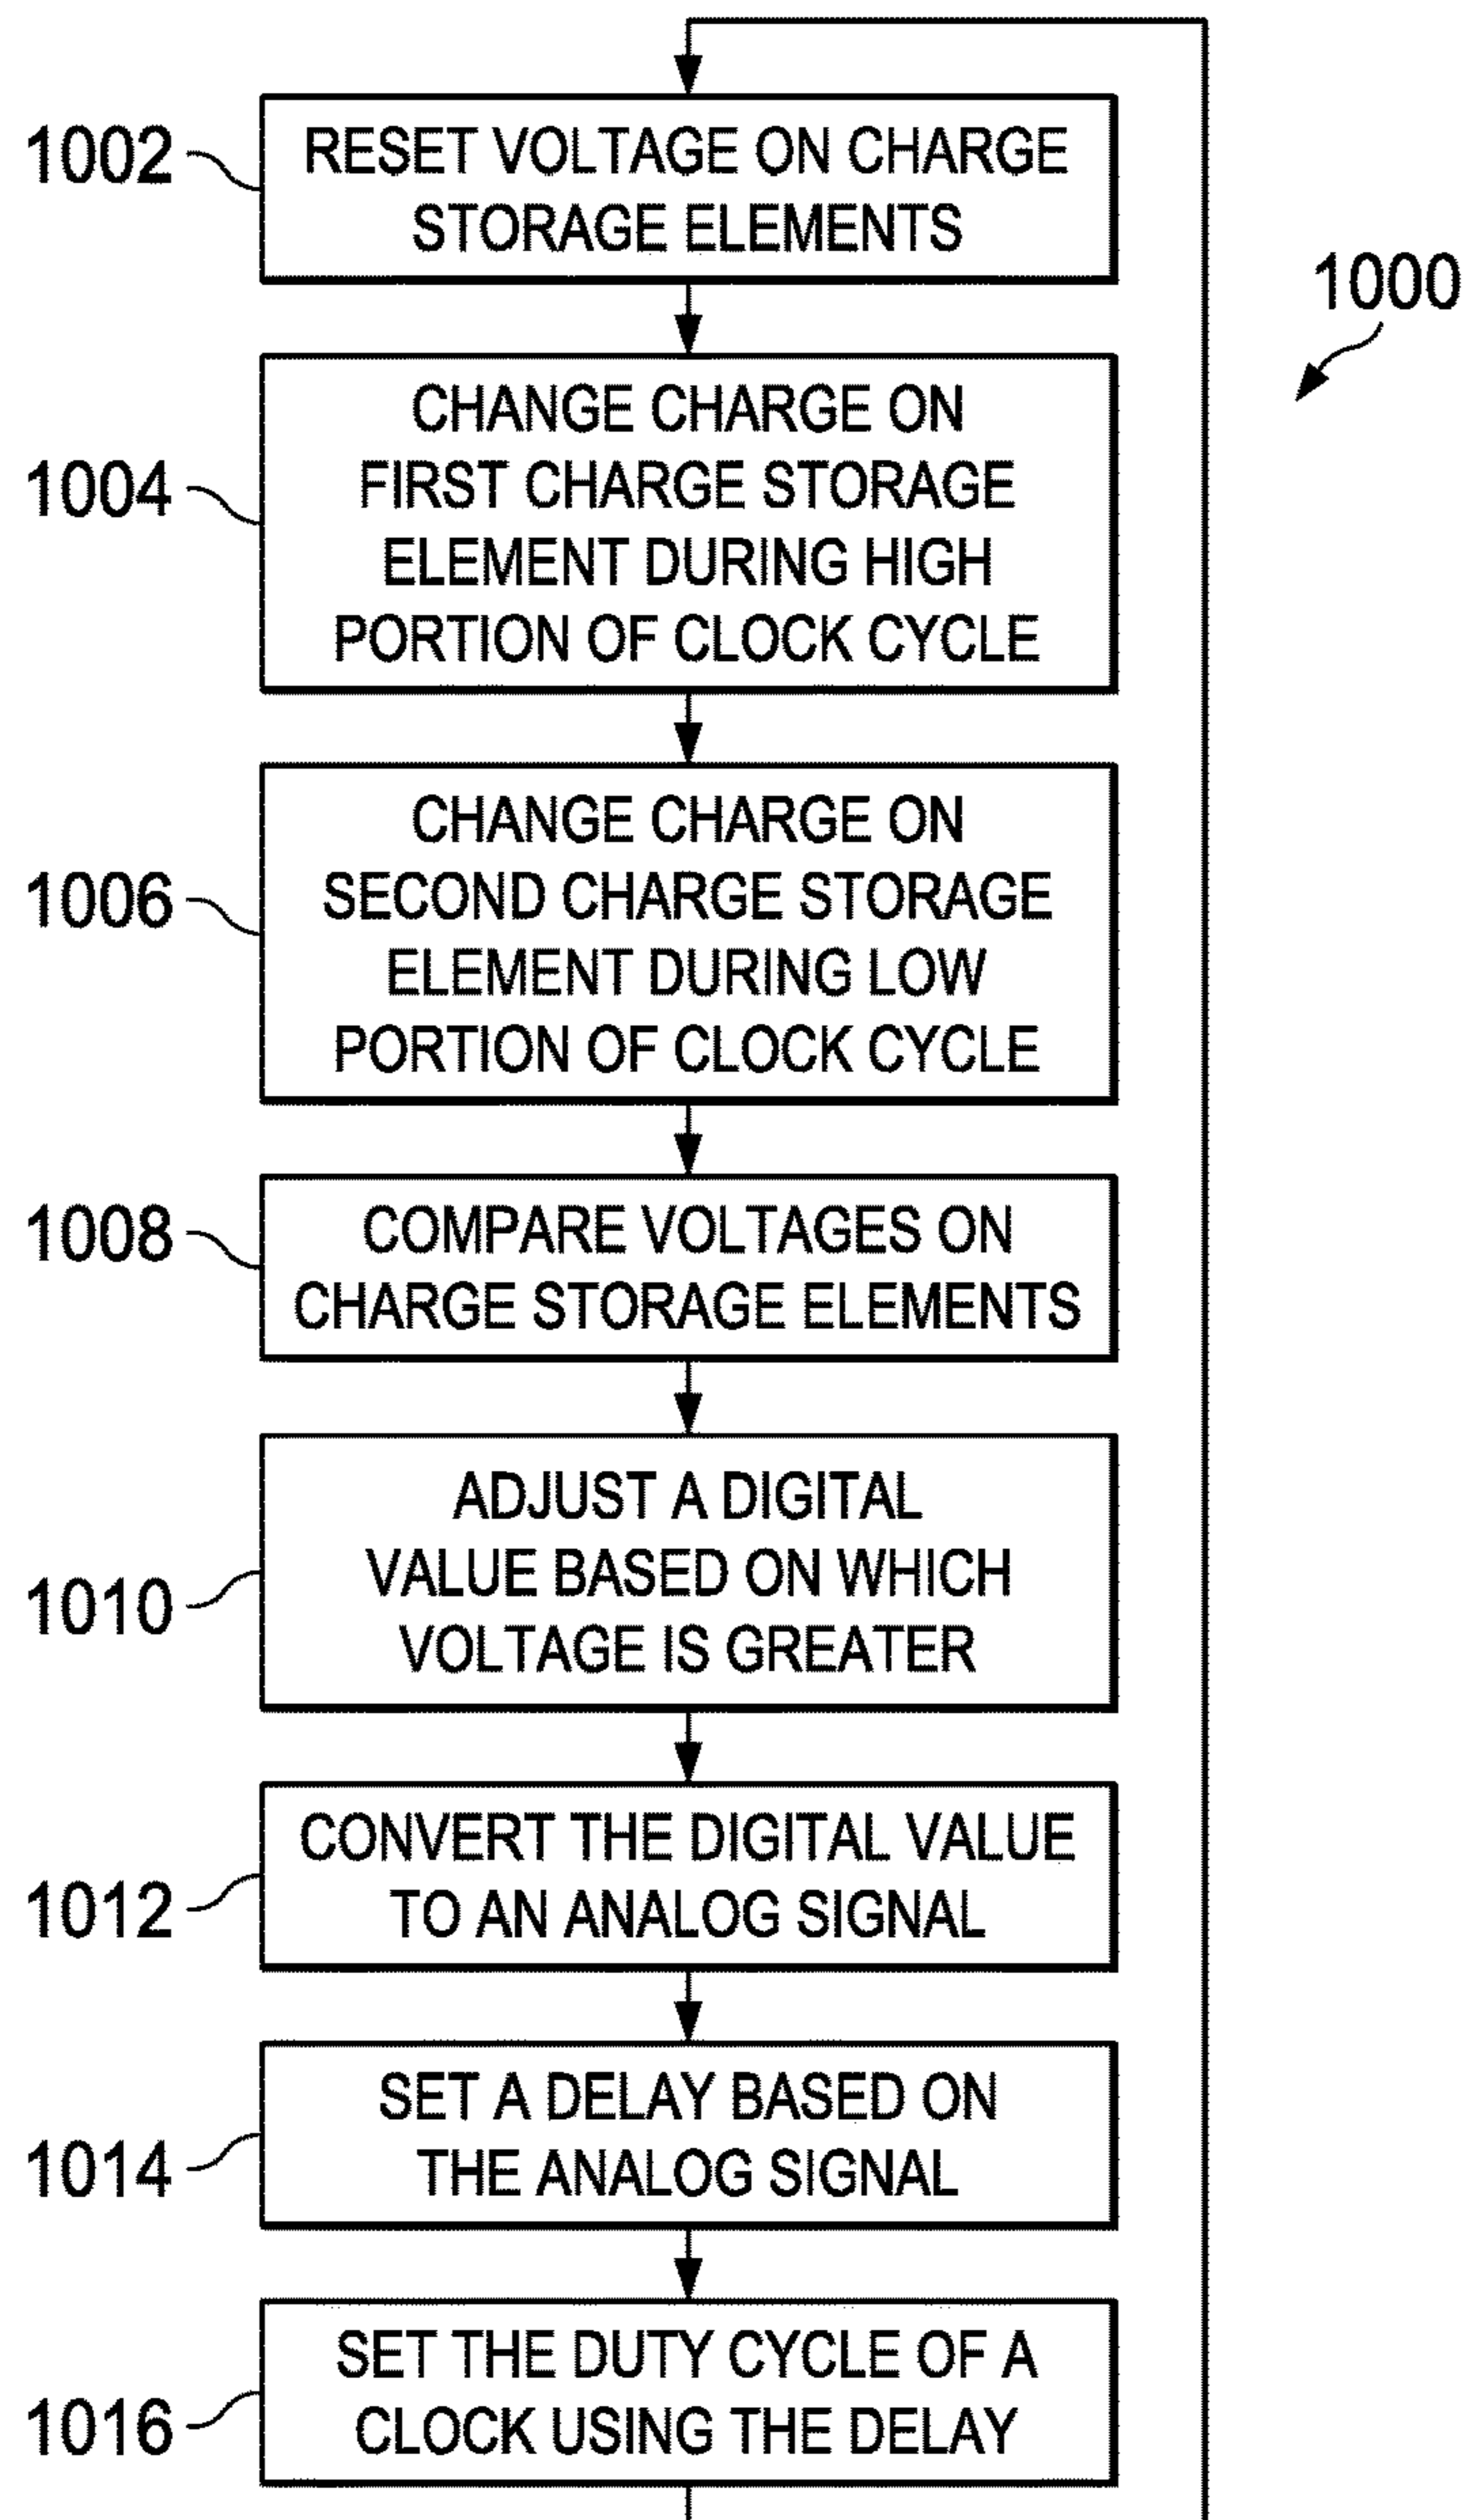 1002
RESET VOLTAGE ON CHARGE
STORAGE ELEMENTS
1000
1004
CHANGE CHARGE ON
FIRST CHARGE STORAGE
ELEMENT DURING HIGH
PORTION OF CLOCK CYCLE
1006
CHANGE CHARGE ON
SECOND CHARGE STORAGE
ELEMENT DURING LOW
PORTION OF CLOCK CYCLE
1008
COMPARE VOLTAGES ON
CHARGE STORAGE ELEMENTS
1010
ADJUST A DIGITAL
VALUE BASED ON WHICH
VOLTAGE IS GREATER
1012
CONVERT THE DIGITAL VALUE
TO AN ANALOG SIGNAL
1014
SET A DELAY BASED ON
THE ANALOG SIGNAL
1016
SET THE DUTY CYCLE OF A
CLOCK USING THE DELAY